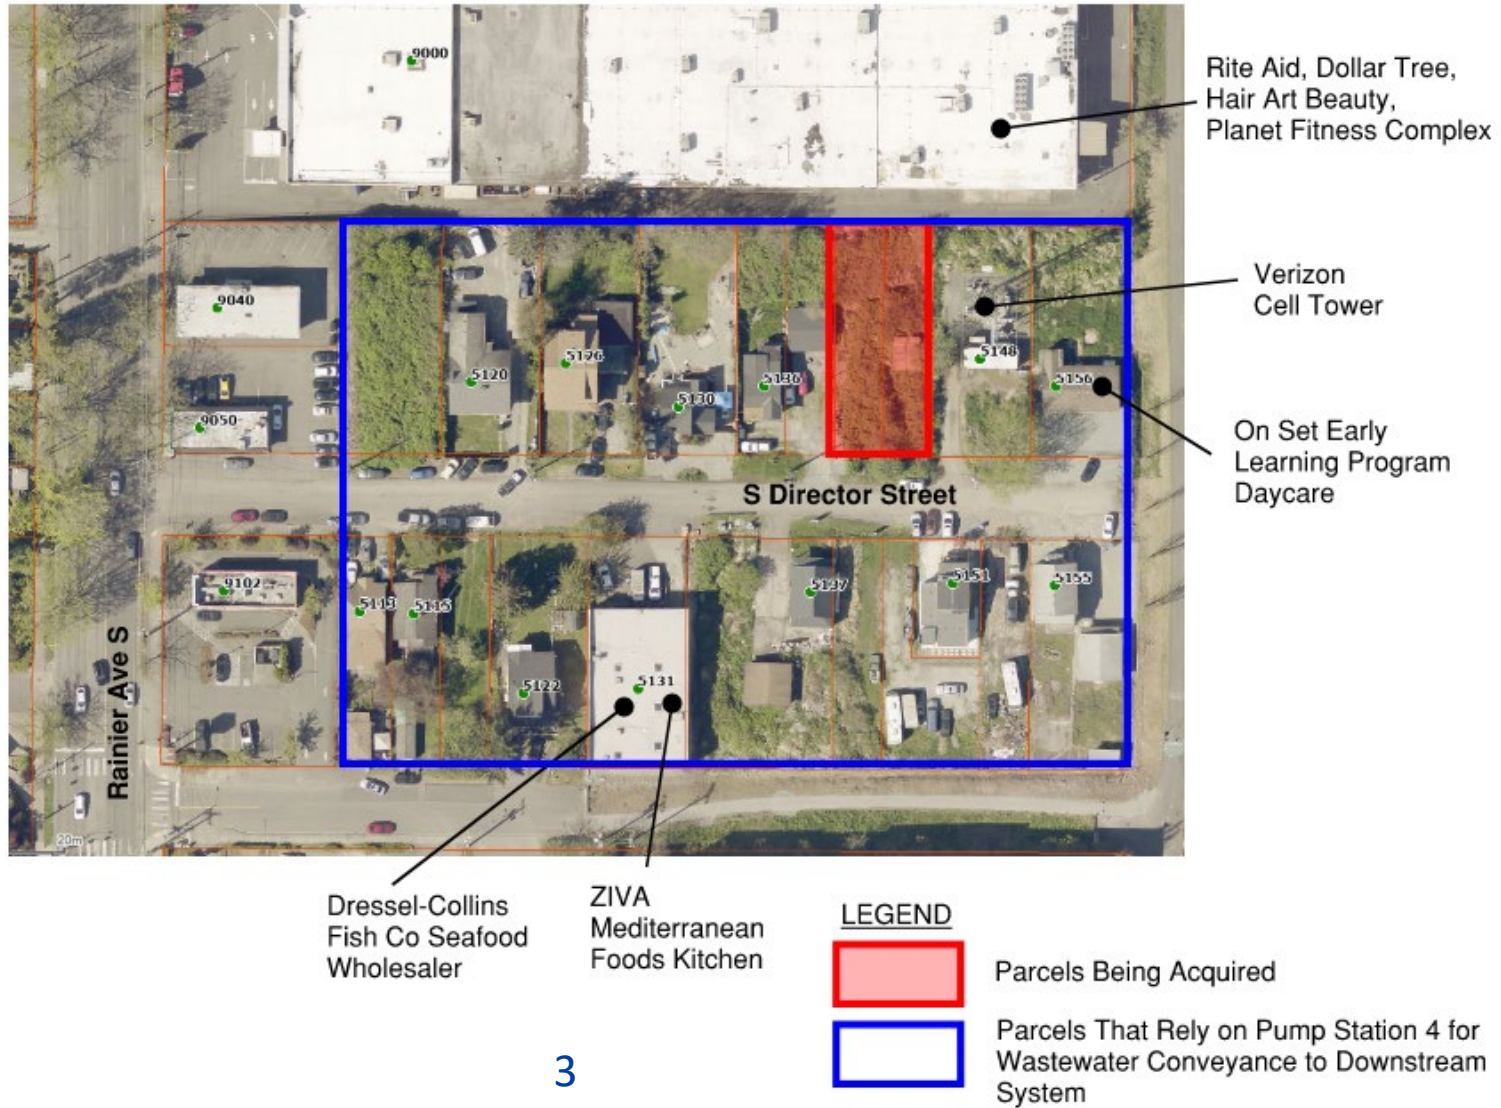 9000
Rite Aid, Dollar Tree,
Hair Art Beauty,
Planet Fitness Complex
Verizon
Cell Tower
9040
5148
5126
5120
5136
5156
5130
9050
On Set Early
Learning Program
Daycare
S Director Street
9102
5113
5115
5137
5151
5155
5122
5131
Rainier Ave S
20m
Dressel-Collins
Fish Co Seafood
Wholesaler
ZIVA
Mediterranean
Foods Kitchen
LEGEND
Parcels Being Acquired
Parcels That Rely on Pump Station 4 for
Wastewater Conveyance to Downstream
System
3